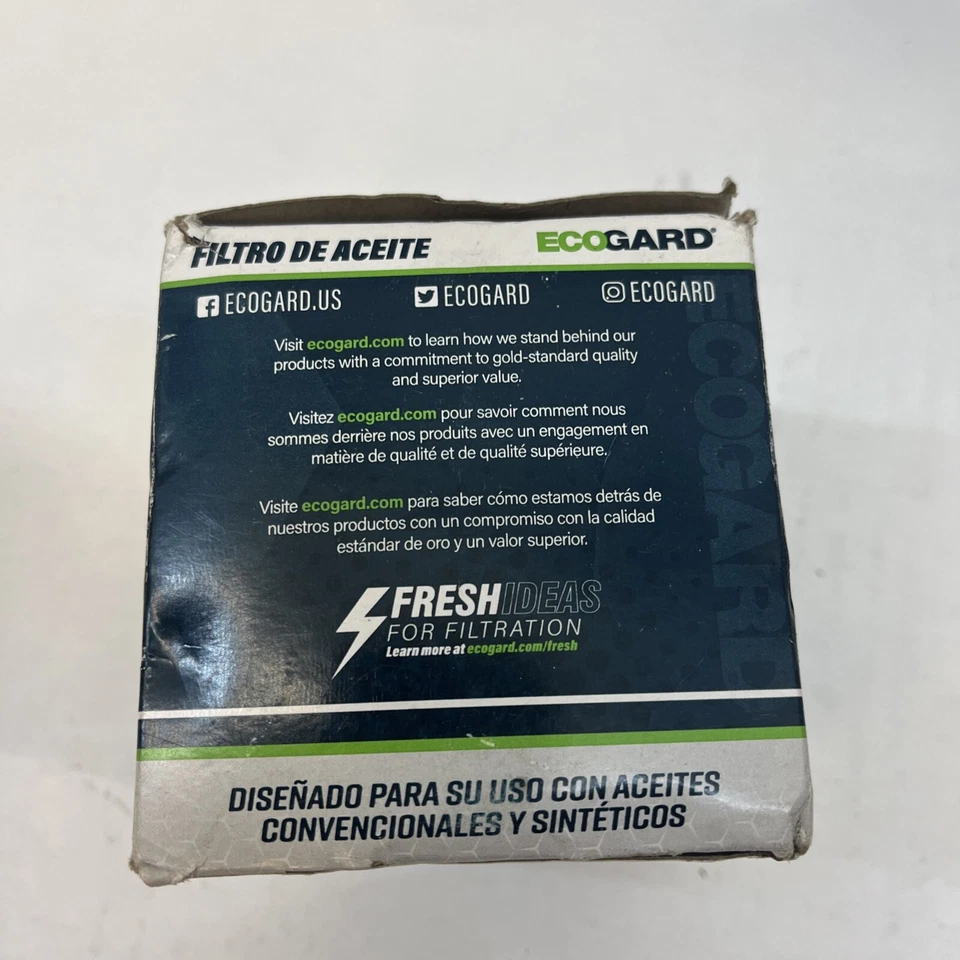 FILTRO DE ACEITE ECOGARD®
ECOGARD.US ECOGARD ECOGARD
Visit ecogard.com to learn how we stand behind our
products with a commitment to gold-standard quality
and superior value.
Visitez ecogard.com pour savoir comment nous
sommes derrière nos produits avec un engagement en
matière de qualité et de qualité supérieure.
Visite ecogard.com para saber cómo estamos detrás de
nuestros productos con un compromiso con la calidad
estándar de oro y un valor superior.
FRESHIDEAS
FOR FILTRATION
Learn more at ecogard.com/fresh
ECOGARD
DISEÑADO PARA SU USO CON ACEITES
CONVENCIONALES Y SINTÉTICOS